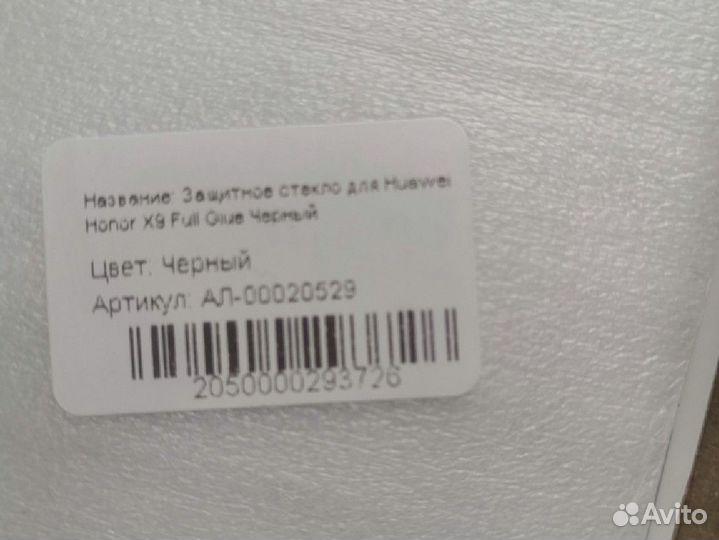 Название: Защитное стекло для Huawei
Honor X9 Full Glue Черный
Цвет: Черный
Артикул: АЛ-00020529
2050000293726
Avito